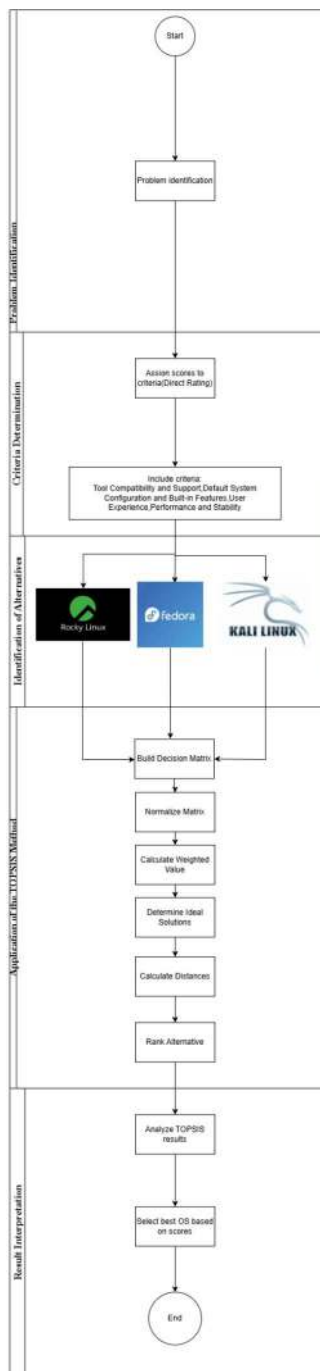 Start
Problem identification
Problem Identification
Assign scores to
criteria(Direct Rating)
Include criteria:
Tool Compatibility and Support,Default System
Configuration and Built-in Features,User
Experience,Performance and Stability
Criteria Determination
Rocky Linux
fedora
KALI LINUX
Identification of Alternatives
Build Decision Matrix
Normalize Matrix
Calculate Weighted
Value
Determine Ideal
Solutions
Calculate Distances
Rank Alternative
Application of the TOPSIS Method
Analyze TOPSIS
results
Select best OS based
on scores
End
Result Interpretation